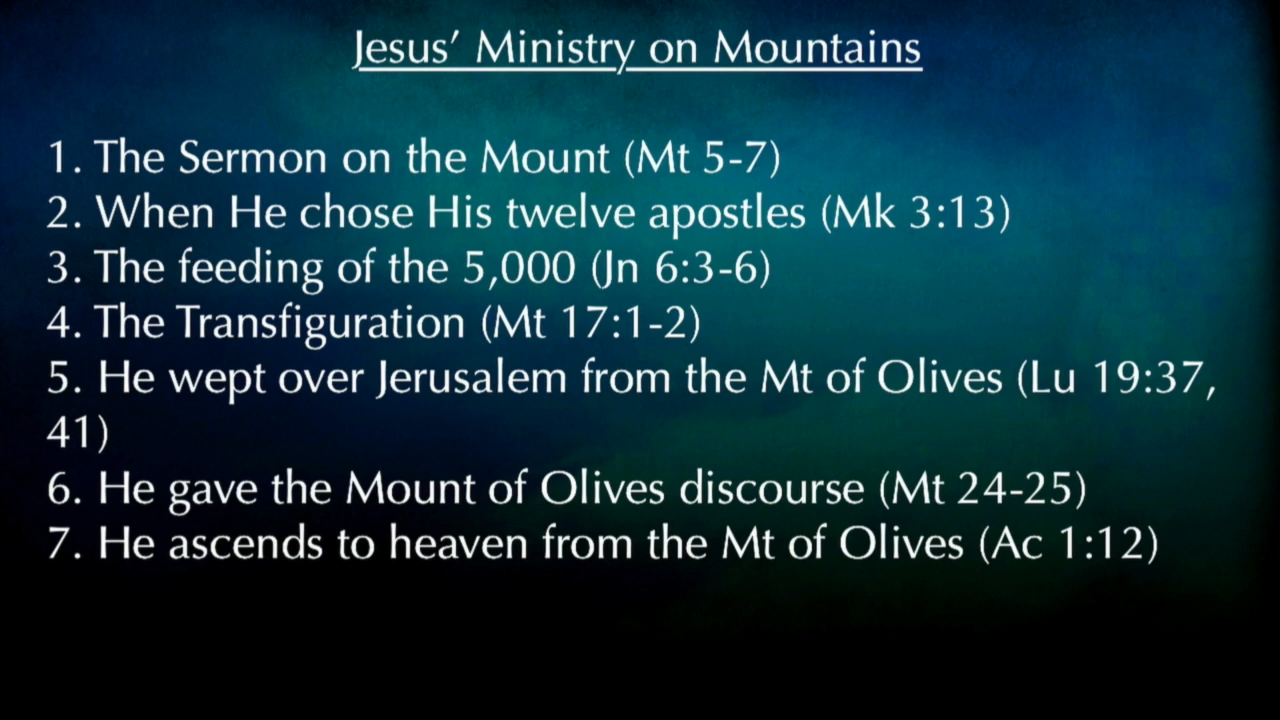 Jesus’ Ministry on Mountains
1. The Sermon on the Mount (Mt 5-7)
2. When He chose His twelve apostles (Mk 3:13)
3. The feeding of the 5,000 (Jn 6:3-6)
4. The Transfiguration (Mt 17:1-2)
5. He wept over Jerusalem from the Mt of Olives (Lu 19:37,
41)
6. He gave the Mount of Olives discourse (Mt 24-25)
7. He ascends to heaven from the Mt of Olives (Ac 1:12)